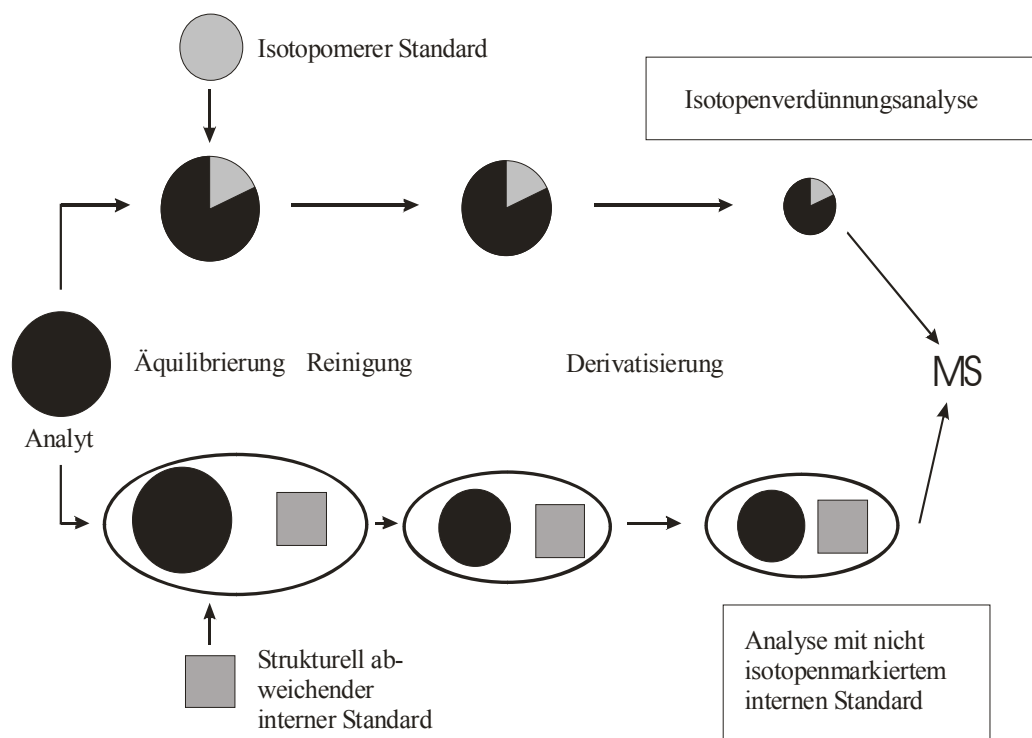 Isotopomerer Standard
Isotopenverdünnungsanalyse
Äquilibrierung Reinigung Derivatisierung
MS
Analyt
Strukturell ab-
weichender
interner Standard
Analyse mit nicht
isotopenmarkiertem
internen Standard